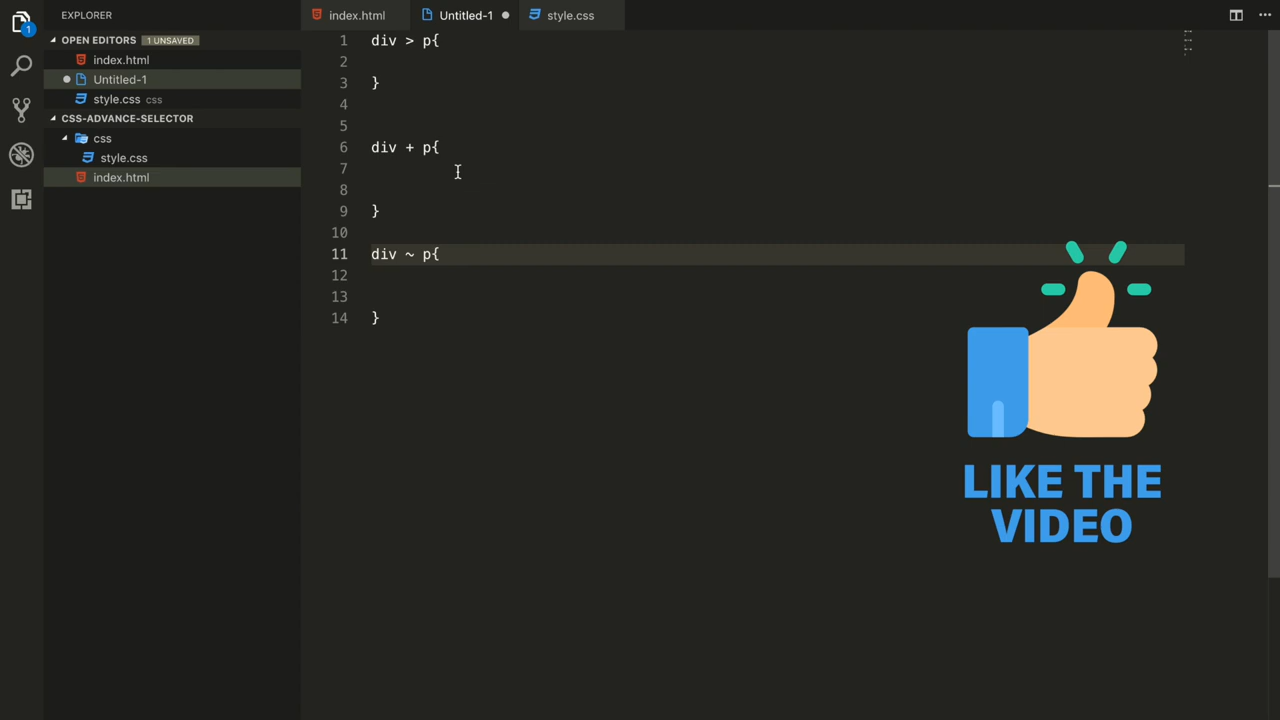 EXPLORER
OPEN EDITORS 1 UNSAVED
index.html
Untitled-1
style.css css
CSS-ADVANCE-SELECTOR
css
style.css
index.html
1
index.html Untitled-1 style.css
1 div > p{
2
3 }
4
5
6 div + p{
7
8
9 }
10
11 div ~ p{
12
13
14 }
LIKE THE
VIDEO